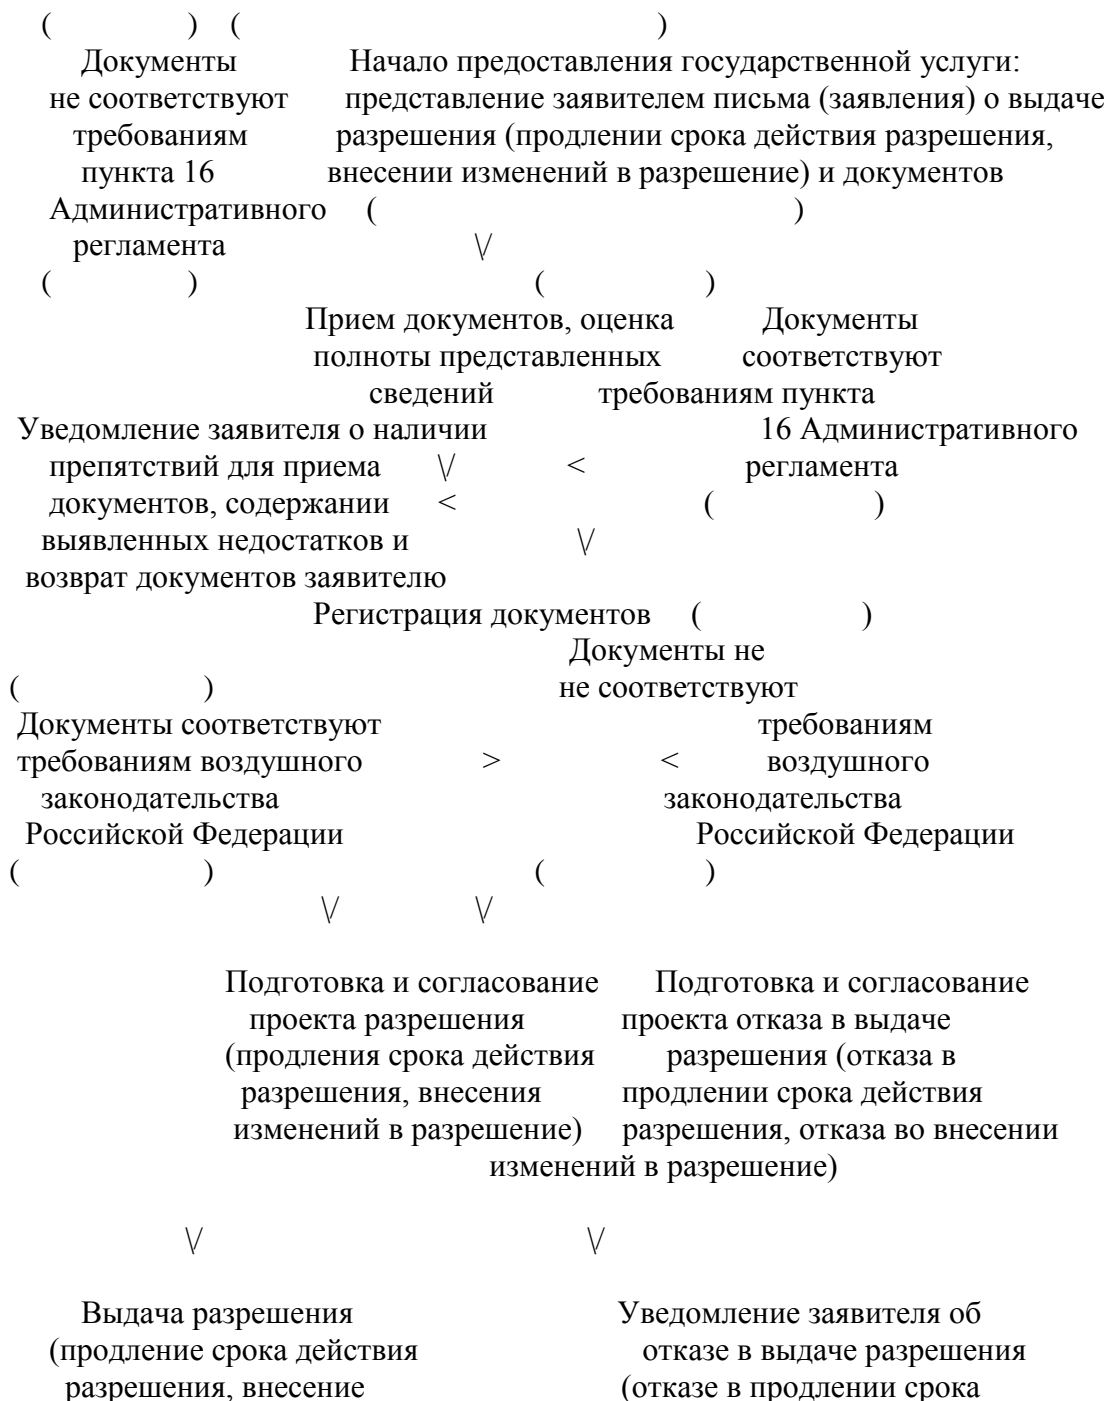 ( ) ( )
Документы Начало предоставления государственной услуги:
не соответствуют представление заявителем письма (заявления) о выдаче
требованиям разрешения (продлении срока действия разрешения,
пункта 16 внесении изменений в разрешение) и документов
Административного ( )
регламента \/
( ) ( )
Прием документов, оценка Документы
полноты представленных соответствуют
сведений требованиям пункта
Уведомление заявителя о наличии 16 Административного
препятствий для приема \/ < регламента
документов, содержании < ( )
выявленных недостатков и \/
возврат документов заявителю
Регистрация документов ( )
Документы не
( ) не соответствуют
Документы соответствуют требованиям
требованиям воздушного > < воздушного
законодательства законодательства
Российской Федерации Российской Федерации
( ) ( )
\/ \/
Подготовка и согласование Подготовка и согласование
проекта разрешения проекта отказа в выдаче
(продления срока действия разрешения (отказа в
разрешения, внесения продлении срока действия
изменений в разрешение) разрешения, отказа во внесении
изменений в разрешение)
\/ \/
Выдача разрешения Уведомление заявителя об
(продление срока действия отказе в выдаче разрешения
разрешения, внесение (отказе в продлении срока